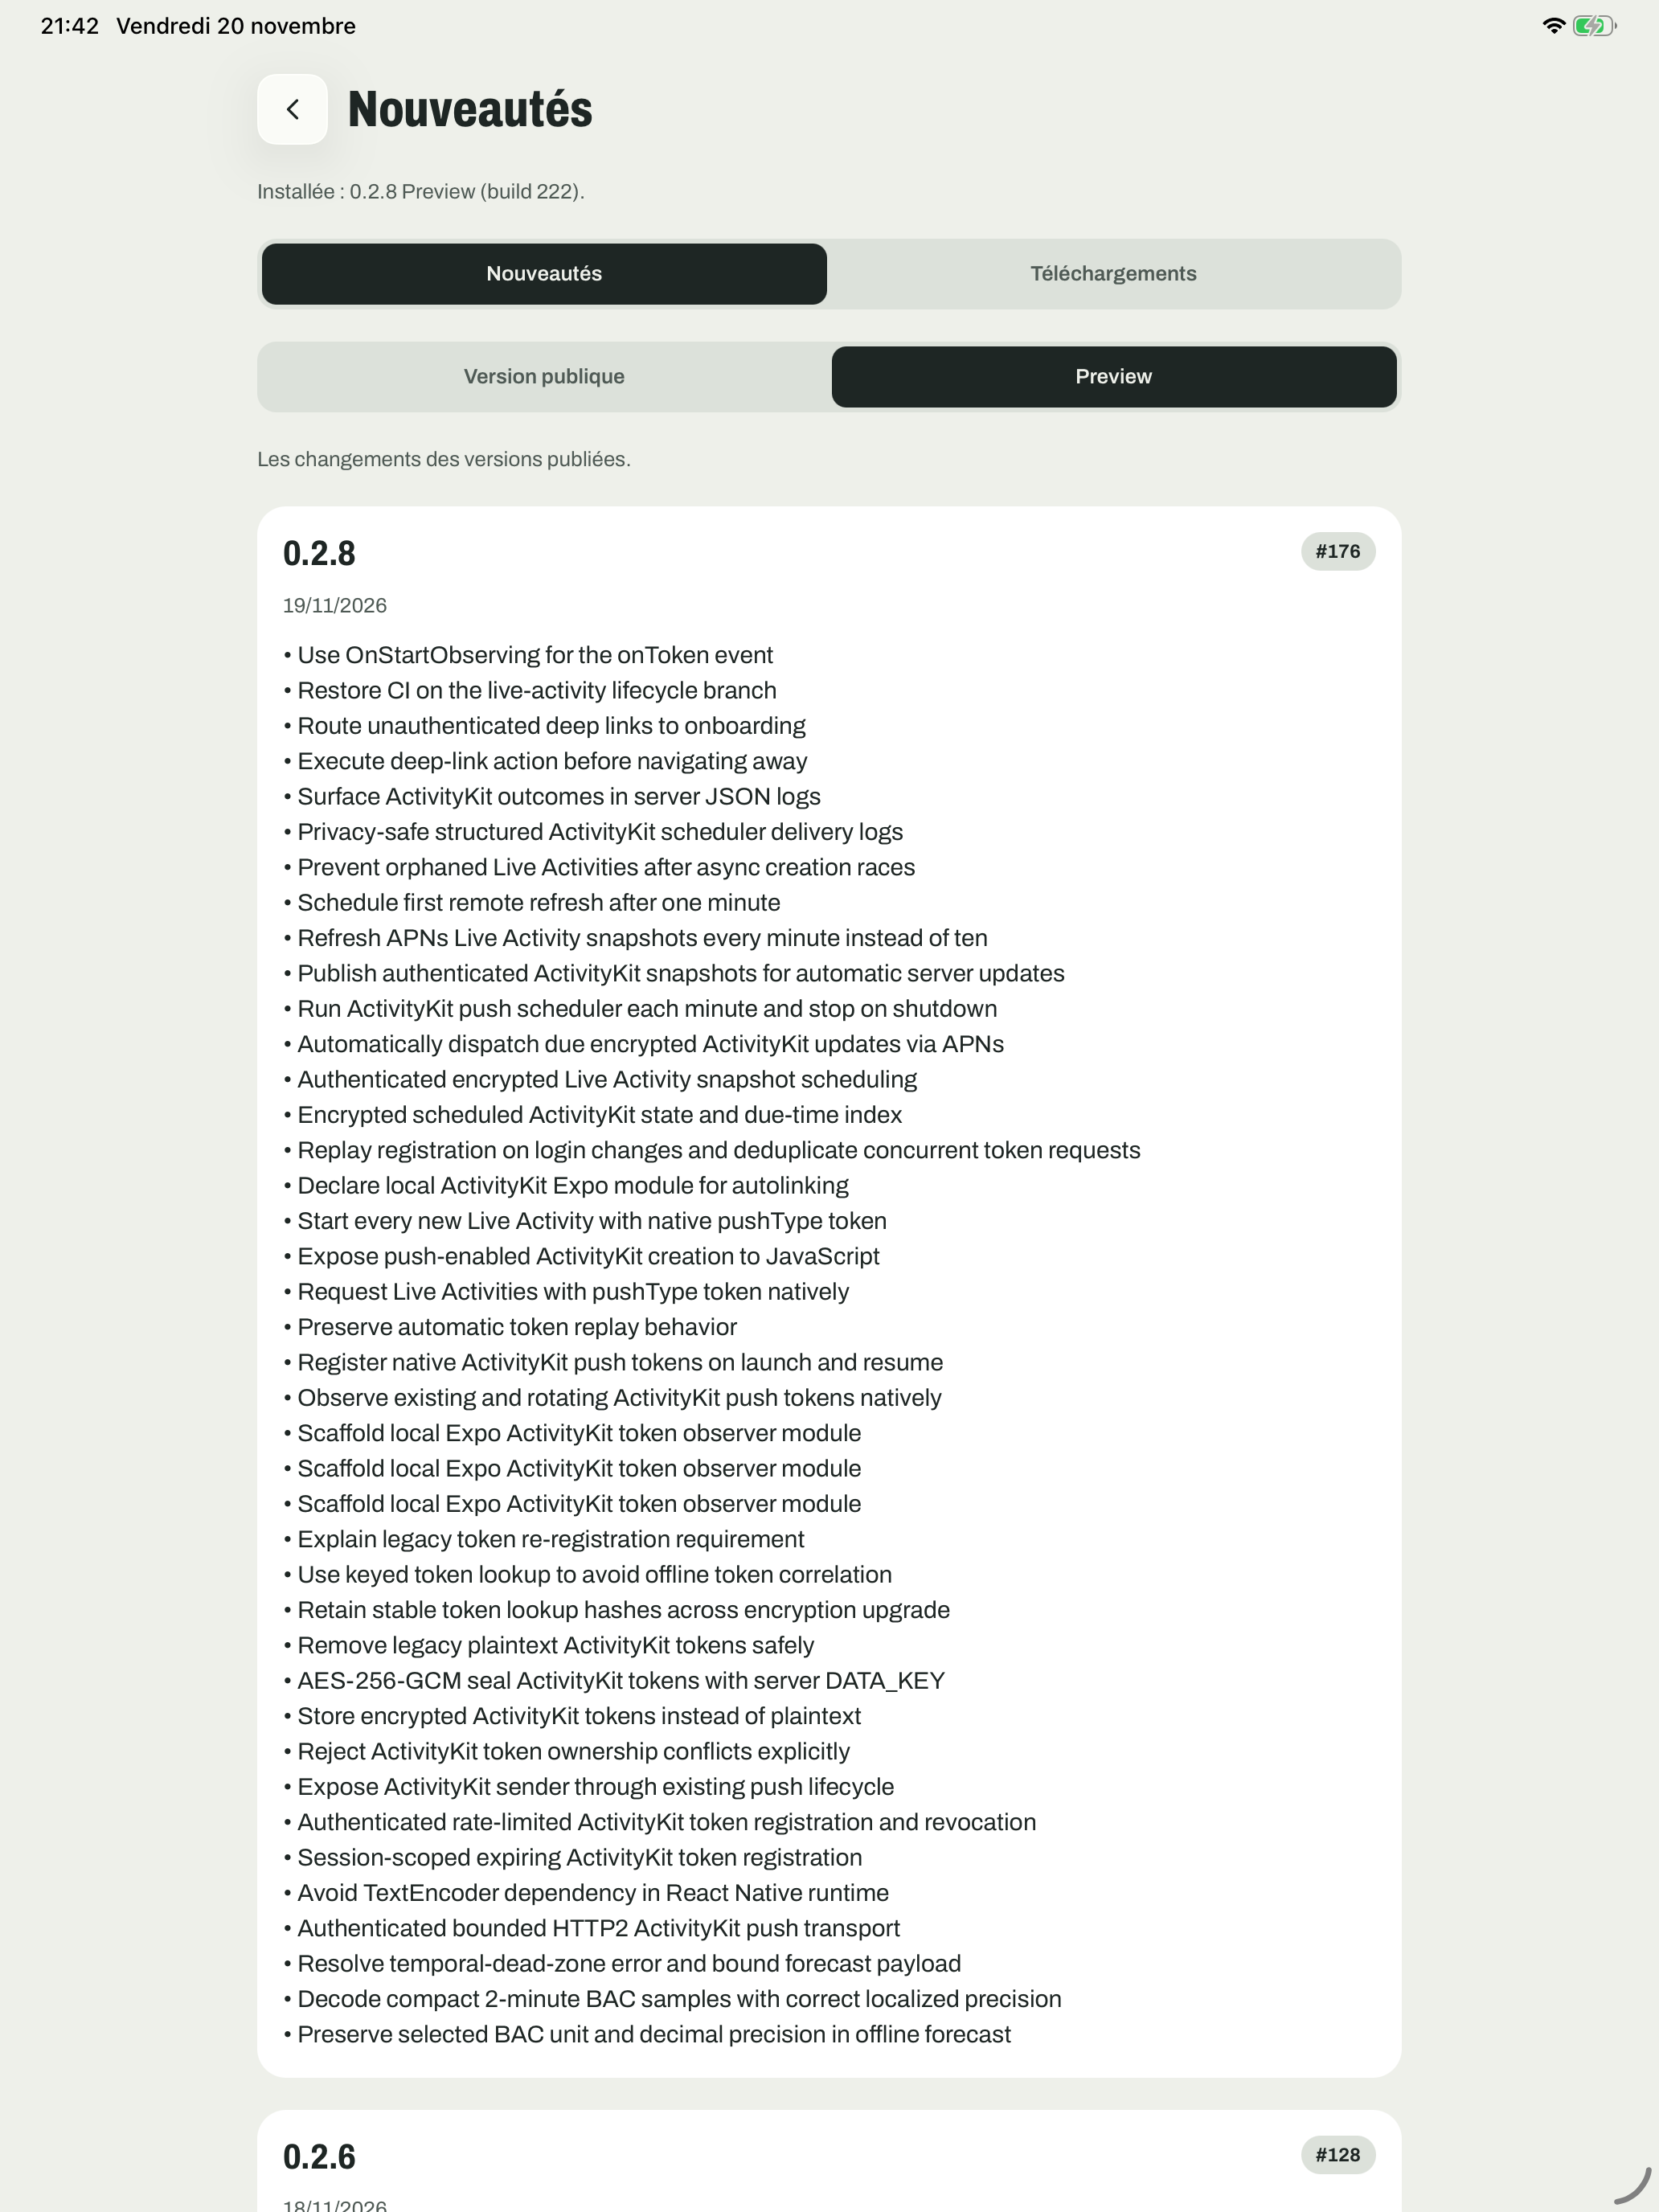 21:42 Vendredi 20 novembre
Nouveautés
Installée : 0.2.8 Preview (build 222).
Nouveautés
Téléchargements
Version publique
Preview
Les changements des versions publiées.
0.2.8
#176
19/11/2026
• Use OnStartObserving for the onToken event
• Restore CI on the live-activity lifecycle branch
• Route unauthenticated deep links to onboarding
• Execute deep-link action before navigating away
• Surface ActivityKit outcomes in server JSON logs
• Privacy-safe structured ActivityKit scheduler delivery logs
• Prevent orphaned Live Activities after async creation races
• Schedule first remote refresh after one minute
• Refresh APNs Live Activity snapshots every minute instead of ten
• Publish authenticated ActivityKit snapshots for automatic server updates
• Run ActivityKit push scheduler each minute and stop on shutdown
• Automatically dispatch due encrypted ActivityKit updates via APNs
• Authenticated encrypted Live Activity snapshot scheduling
• Encrypted scheduled ActivityKit state and due-time index
• Replay registration on login changes and deduplicate concurrent token requests
• Declare local ActivityKit Expo module for autolinking
• Start every new Live Activity with native pushType token
• Expose push-enabled ActivityKit creation to JavaScript
• Request Live Activities with pushType token natively
• Preserve automatic token replay behavior
• Register native ActivityKit push tokens on launch and resume
• Observe existing and rotating ActivityKit push tokens natively
• Scaffold local Expo ActivityKit token observer module
• Scaffold local Expo ActivityKit token observer module
• Scaffold local Expo ActivityKit token observer module
• Explain legacy token re-registration requirement
• Use keyed token lookup to avoid offline token correlation
• Retain stable token lookup hashes across encryption upgrade
• Remove legacy plaintext ActivityKit tokens safely
• AES-256-GCM seal ActivityKit tokens with server DATA_KEY
• Store encrypted ActivityKit tokens instead of plaintext
• Reject ActivityKit token ownership conflicts explicitly
• Expose ActivityKit sender through existing push lifecycle
• Authenticated rate-limited ActivityKit token registration and revocation
• Session-scoped expiring ActivityKit token registration
• Avoid TextEncoder dependency in React Native runtime
• Authenticated bounded HTTP2 ActivityKit push transport
• Resolve temporal-dead-zone error and bound forecast payload
• Decode compact 2-minute BAC samples with correct localized precision
• Preserve selected BAC unit and decimal precision in offline forecast
0.2.6
#128
18/11/2026